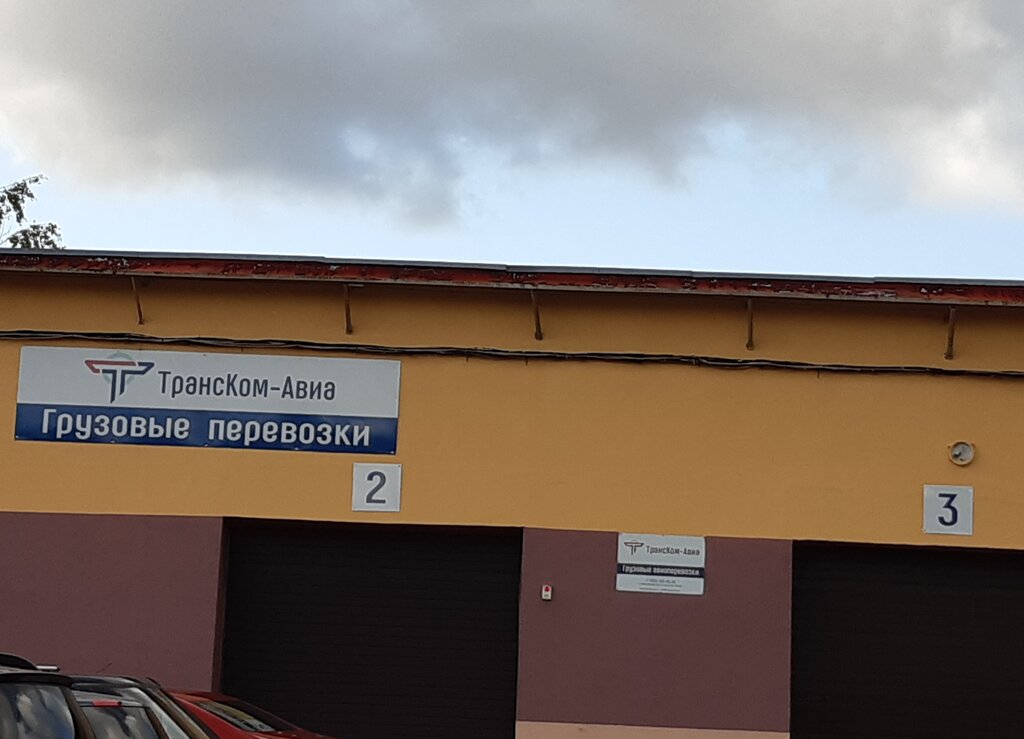 ТрансКом-Авиа
Грузовые перевозки
2
3
ТрансКом-Авиа
Грузовые авиаперевозки